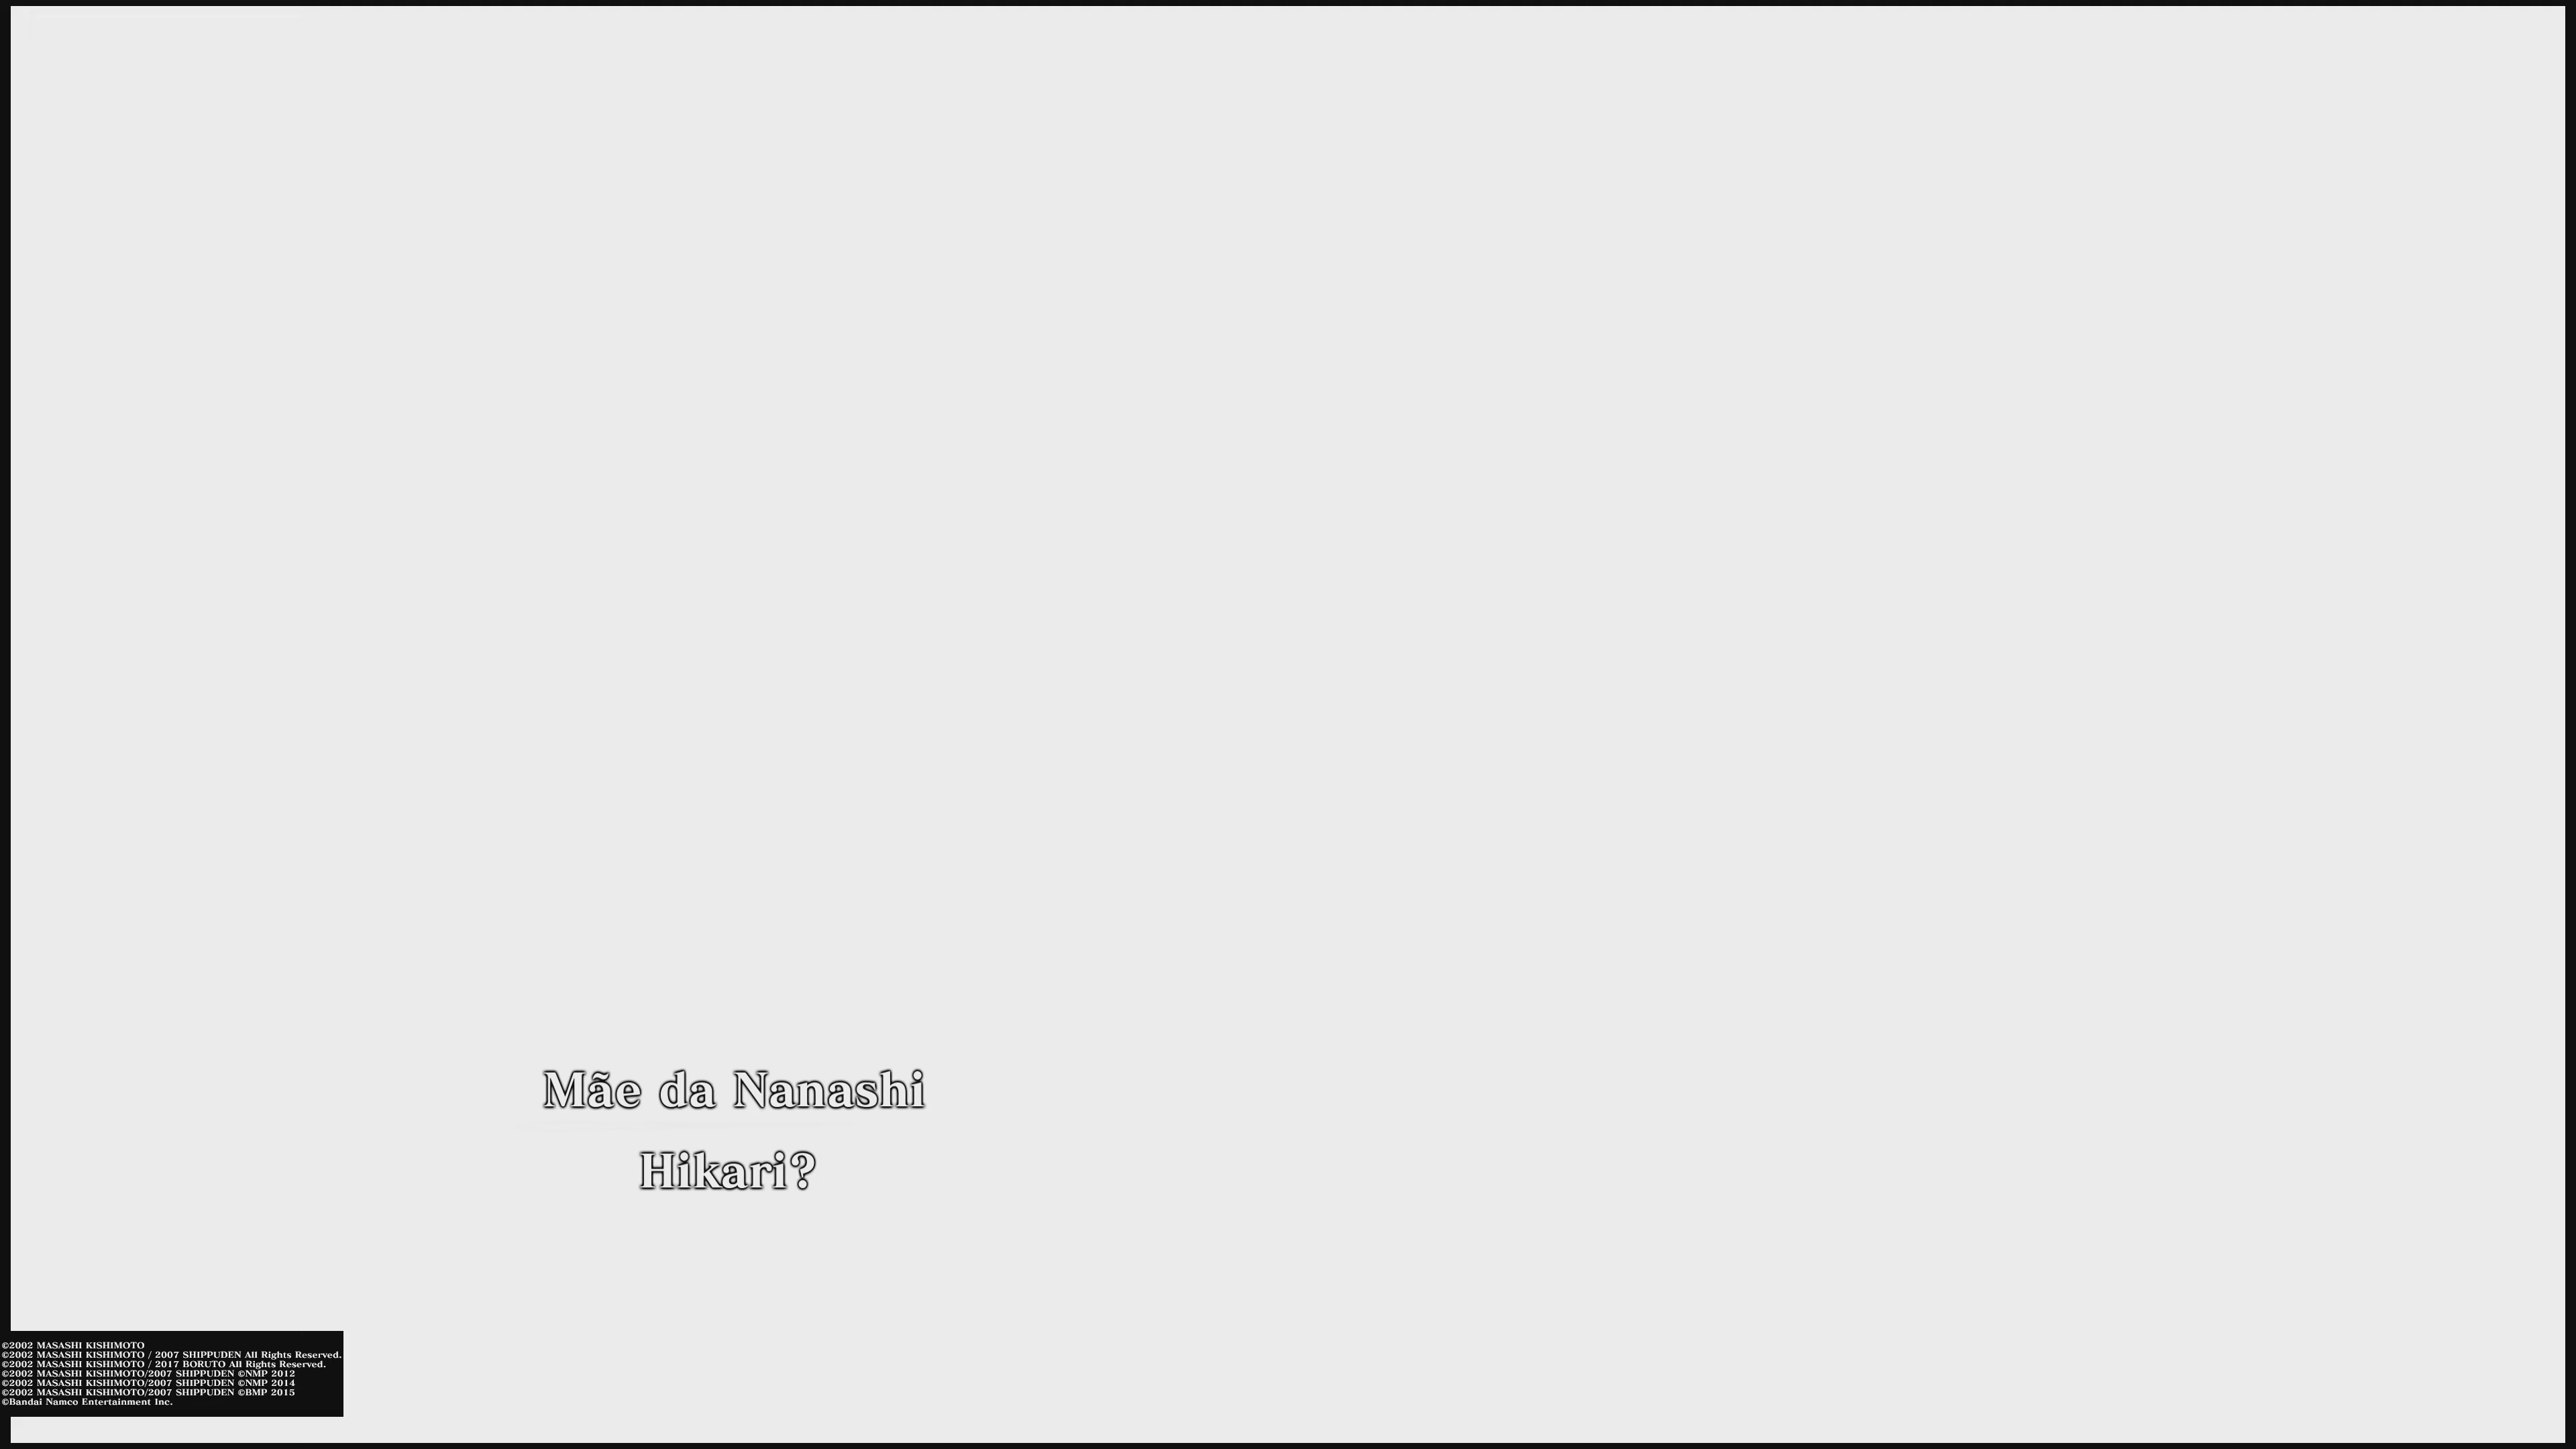 Mãe da Nanashi
Hikari?
©2002 MASASHI KISHIMOTO
©2002 MASASHI KISHIMOTO / 2007 SHIPPUDEN All Rights Reserved.
©2002 MASASHI KISHIMOTO / 2017 BORUTO All Rights Reserved.
©2002 MASASHI KISHIMOTO/2007 SHIPPUDEN ©NMP 2012
©2002 MASASHI KISHIMOTO/2007 SHIPPUDEN ©NMP 2014
©2002 MASASHI KISHIMOTO/2007 SHIPPUDEN ©BMP 2015
©Bandai Namco Entertainment Inc.